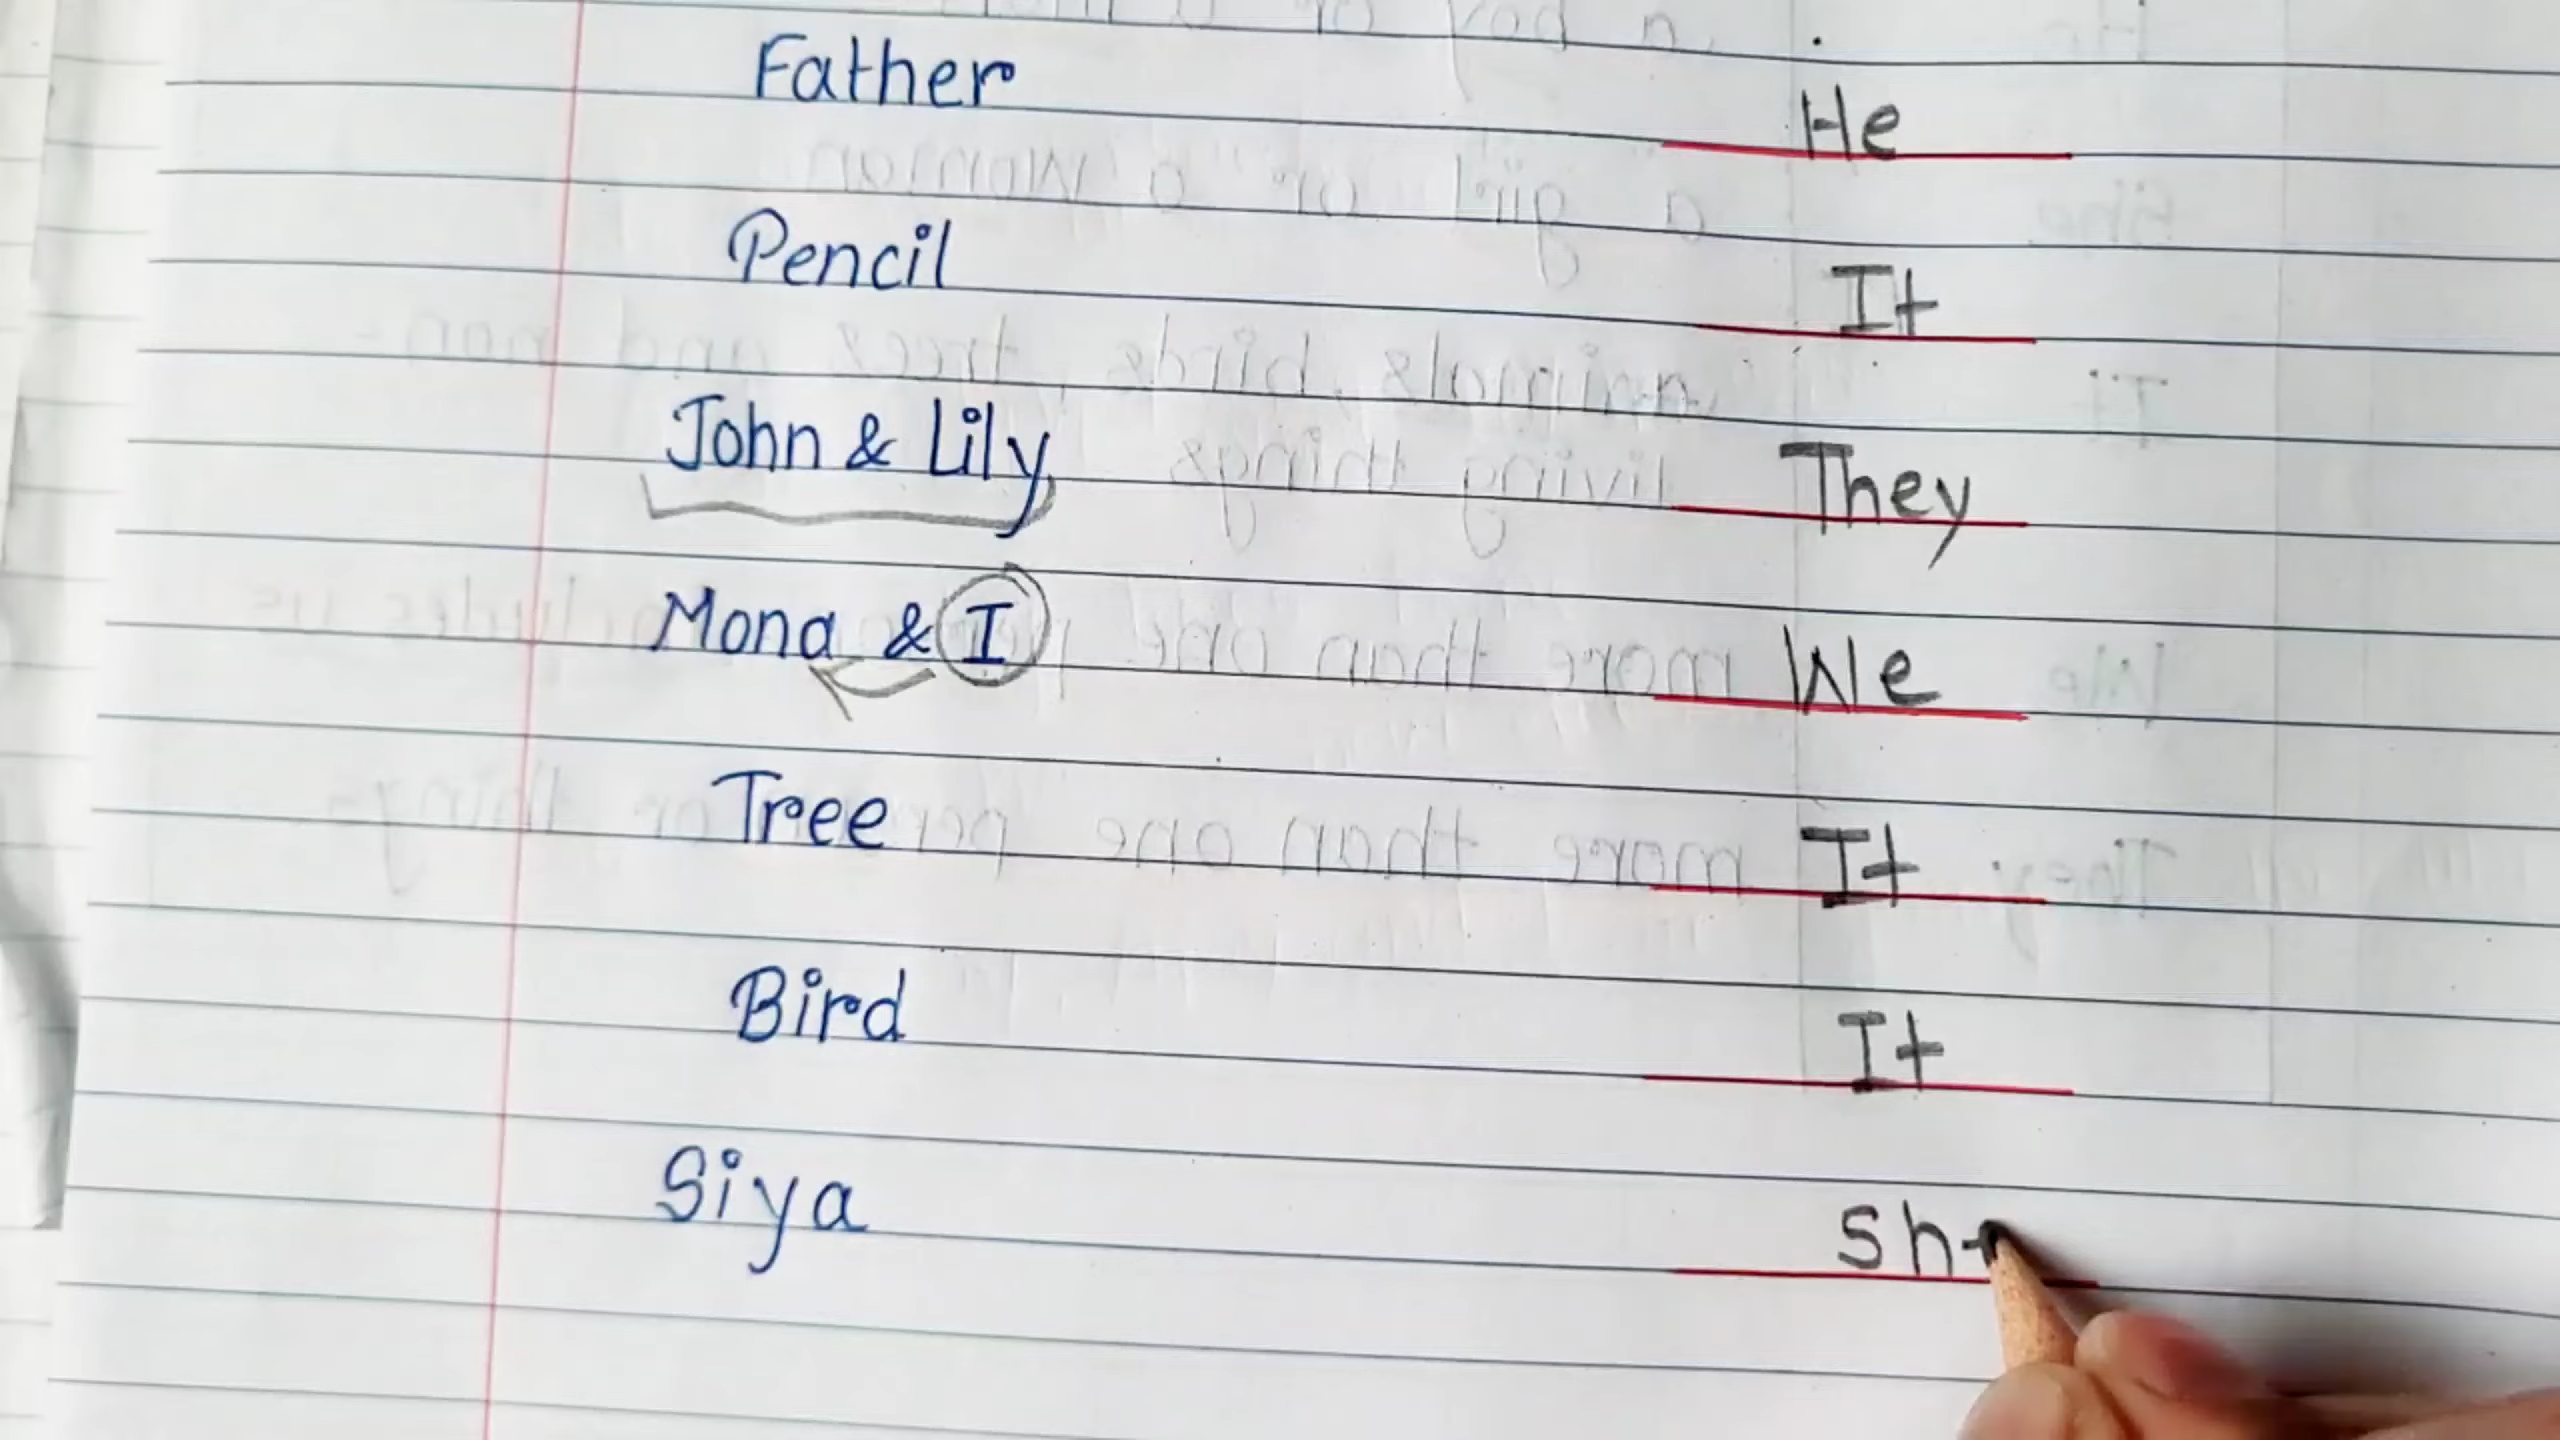 Father He
Pencil It
John & Lily They
Mona & I We
Tree It
Bird It
Siya Sh